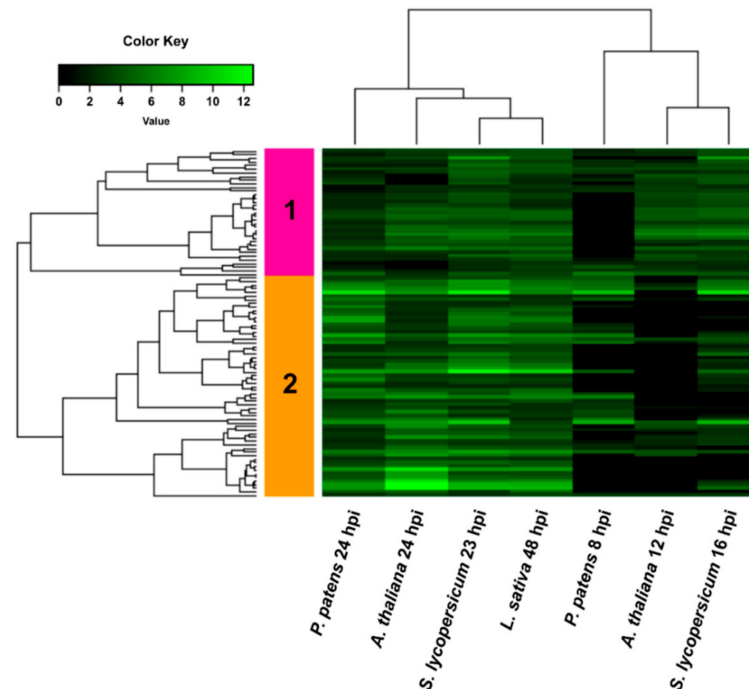 Color Key
0 2 4 6 8 10 12
Value
1
2
P. patens 24 hpi
A. thaliana 24 hpi
S. lycopersicum 23 hpi
L. sativa 48 hpi
P. patens 8 hpi
A. thaliana 12 hpi
S. lycopersicum 16 hpi